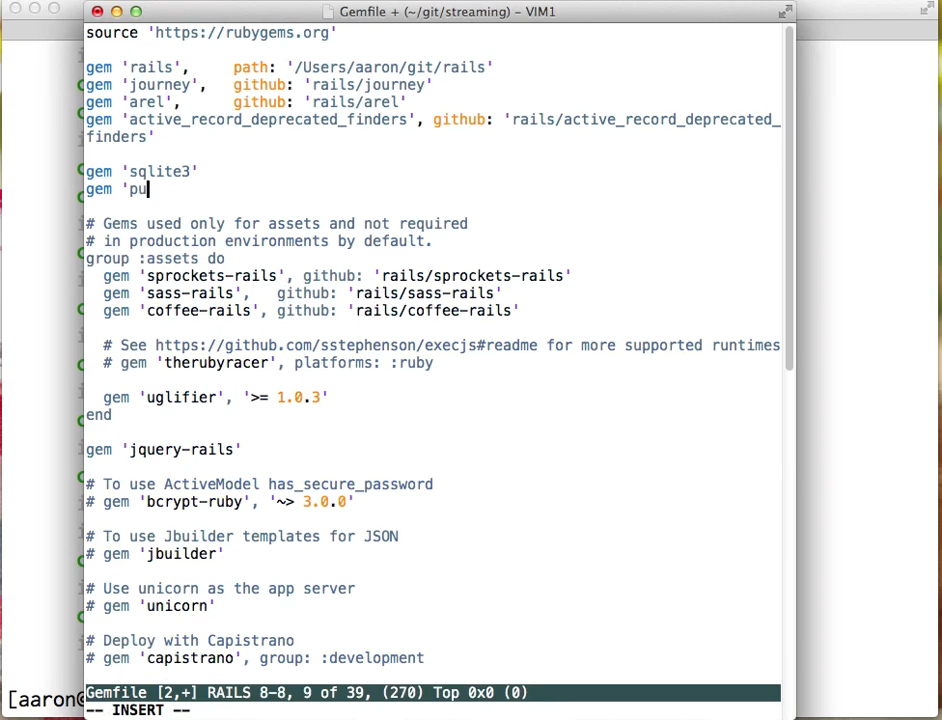 Gemfile + (~/git/streaming) - VIM1
source 'https://rubygems.org'
gem 'rails',     path: '/Users/aaron/git/rails'
gem 'journey',   github: 'rails/journey'
gem 'arel',      github: 'rails/arel'
gem 'active_record_deprecated_finders', github: 'rails/active_record_deprecated_
finders'
gem 'sqlite3'
gem 'pu
# Gems used only for assets and not required
# in production environments by default.
group :assets do
  gem 'sprockets-rails', github: 'rails/sprockets-rails'
  gem 'sass-rails',   github: 'rails/sass-rails'
  gem 'coffee-rails', github: 'rails/coffee-rails'
  # See https://github.com/sstephenson/execjs#readme for more supported runtimes
  # gem 'therubyracer', platforms: :ruby
  gem 'uglifier', '>= 1.0.3'
end
gem 'jquery-rails'
# To use ActiveModel has_secure_password
# gem 'bcrypt-ruby', '~> 3.0.0'
# To use Jbuilder templates for JSON
# gem 'jbuilder'
# Use unicorn as the app server
# gem 'unicorn'
# Deploy with Capistrano
# gem 'capistrano', group: :development
Gemfile [2,+] RAILS 8-8, 9 of 39, (270) Top 0x0 (0)
-- INSERT --
[aaron@